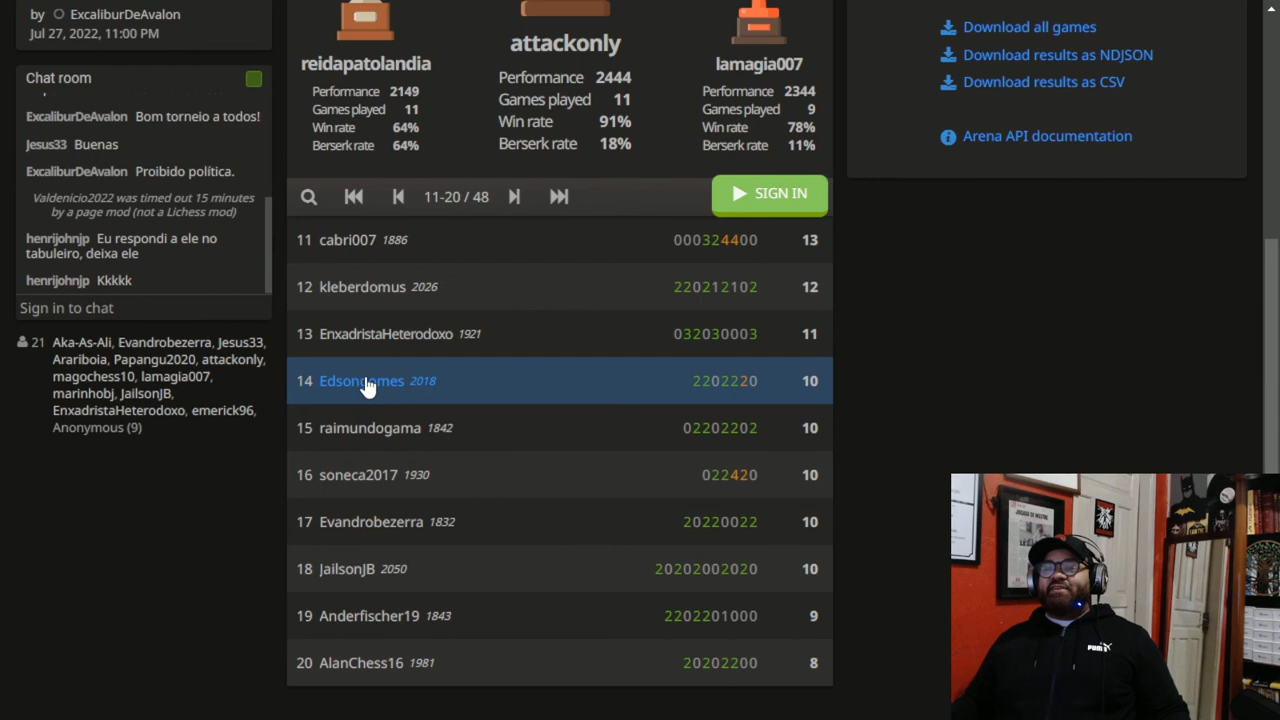 by ExcaliburDeAvalon
Jul 27, 2022, 11:00 PM
Chat room
ExcaliburDeAvalon Bom torneio a todos!
Jesus33 Buenas
ExcaliburDeAvalon Proibido política.
Valdenicio2022 was timed out 15 minutes
by a page mod (not a Lichess mod)
henrijohnjp Eu respondi a ele no
tabuleiro, deixa ele
henrijohnjp Kkkkk
Sign in to chat
21 Aka-As-Ali, Evandrobezerra, Jesus33,
Arariboia, Papangu2020, attackonly,
magochess10, lamagia007,
marinhobj, JailsonJB,
EnxadristaHeterodoxo, emerick96,
Anonymous (9)
reidapatolandia
Performance 2149
Games played 11
Win rate 64%
Berserk rate 64%
attackonly
Performance 2444
Games played 11
Win rate 91%
Berserk rate 18%
lamagia007
Performance 2344
Games played 9
Win rate 78%
Berserk rate 11%
11-20 / 48
SIGN IN
11 cabri007 1886 000324400 13
12 kleberdomus 2026 220212102 12
13 EnxadristaHeterodoxo 1921 032030003 11
14 Edsongomes 2018 2202220 10
15 raimundogama 1842 02202202 10
16 soneca2017 1930 022420 10
17 Evandrobezerra 1832 20220022 10
18 JailsonJB 2050 20202002020 10
19 Anderfischer19 1843 2202201000 9
20 AlanChess16 1981 20202200 8
Download all games
Download results as NDJSON
Download results as CSV
Arena API documentation
JOGADA DE MESTRE
PUMA